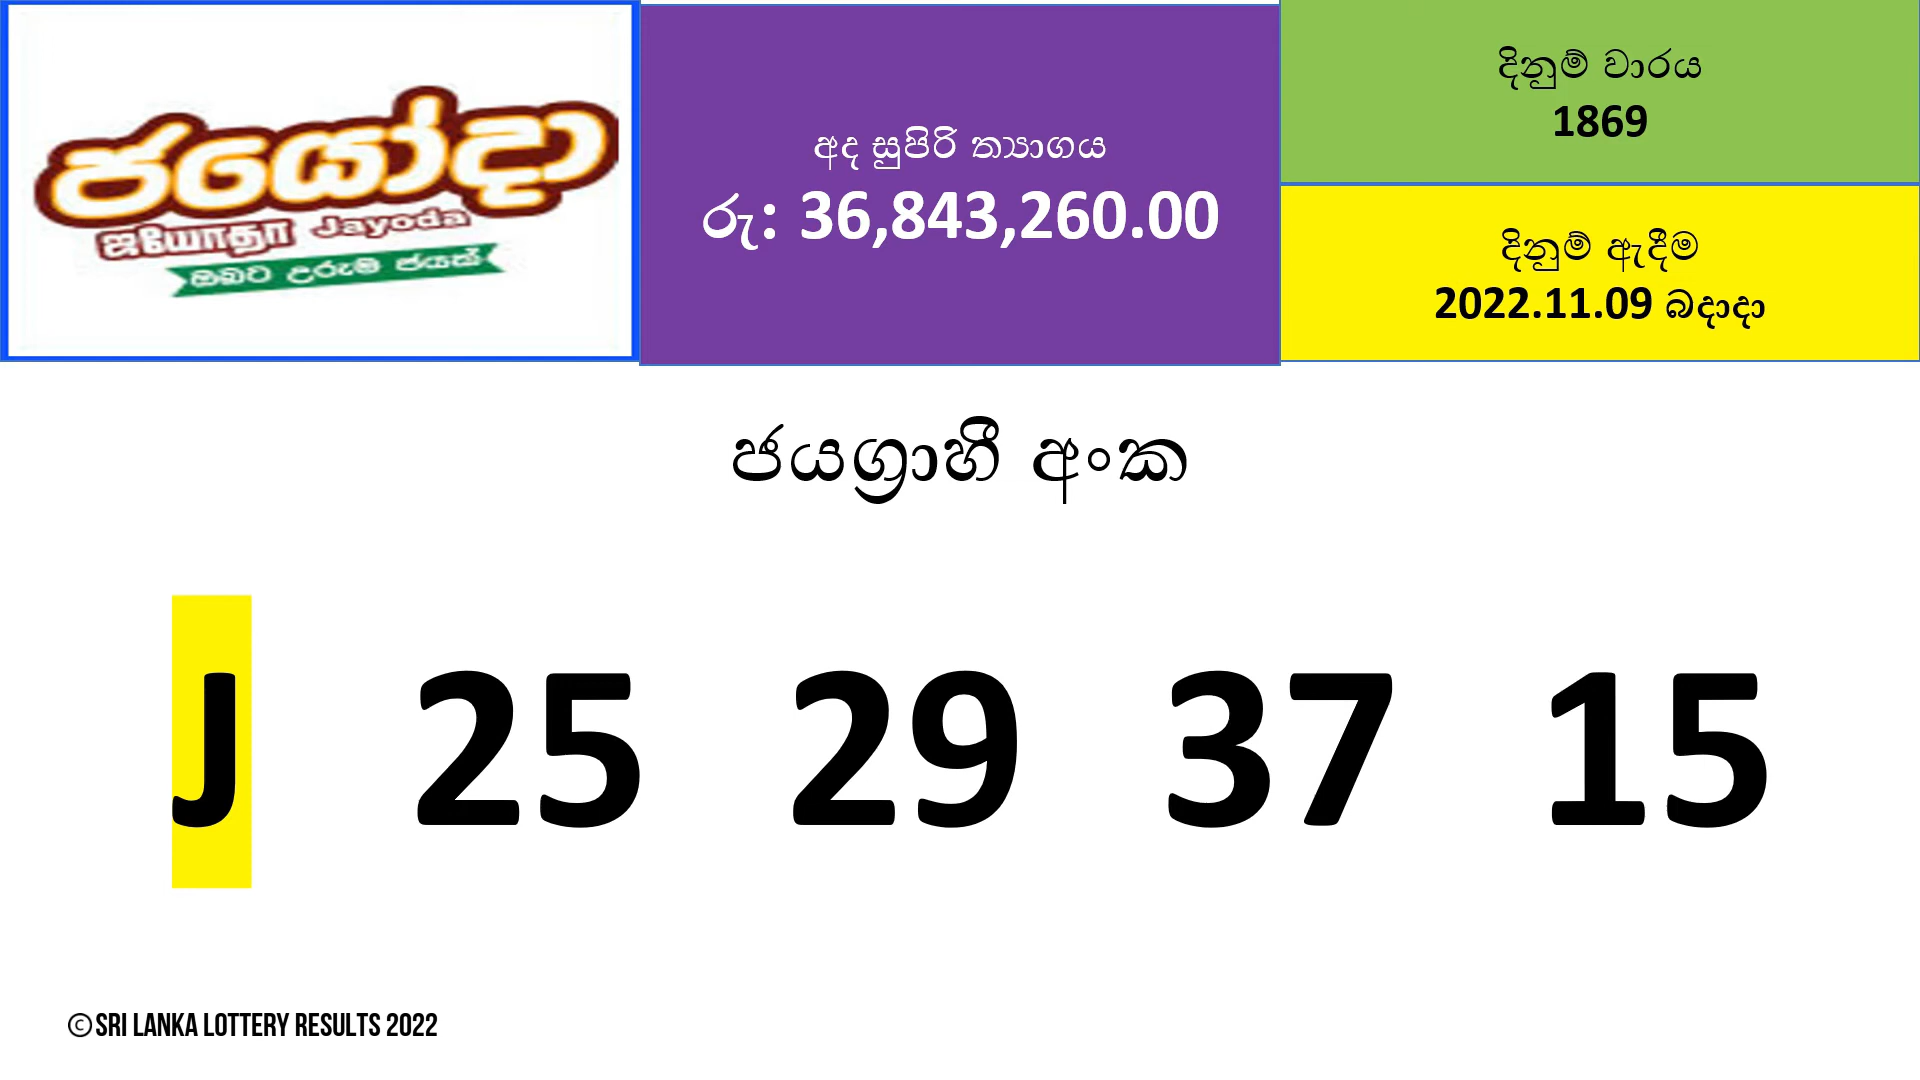 ජයෝදා
ஜயோதா Jayoda
ඔබට උරුම ජයක්
අද සුපිරි ත්‍යාගය
රු: 36,843,260.00
දිනුම් වාරය
1869
දිනුම් ඇදීම
2022.11.09 බදාදා
ජයග්‍රාහී අංක
J 25 29 37 15
© SRI LANKA LOTTERY RESULTS 2022